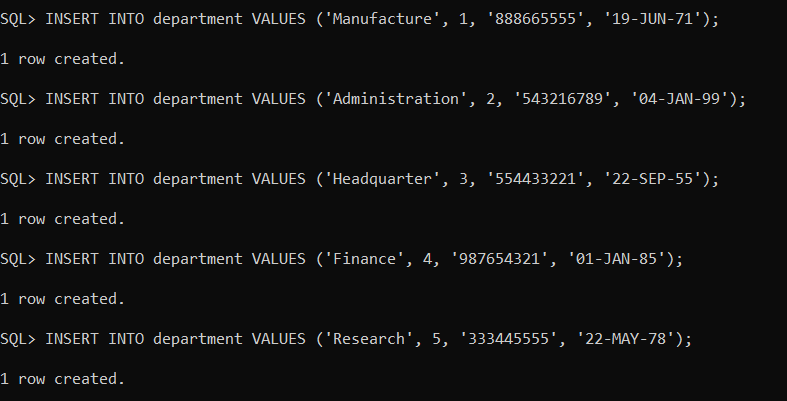 SQL> INSERT INTO department VALUES ('Manufacture', 1, '888665555', '19-JUN-71');
1 row created.
SQL> INSERT INTO department VALUES ('Administration', 2, '543216789', '04-JAN-99');
1 row created.
SQL> INSERT INTO department VALUES ('Headquarter', 3, '554433221', '22-SEP-55');
1 row created.
SQL> INSERT INTO department VALUES ('Finance', 4, '987654321', '01-JAN-85');
1 row created.
SQL> INSERT INTO department VALUES ('Research', 5, '333445555', '22-MAY-78');
1 row created.